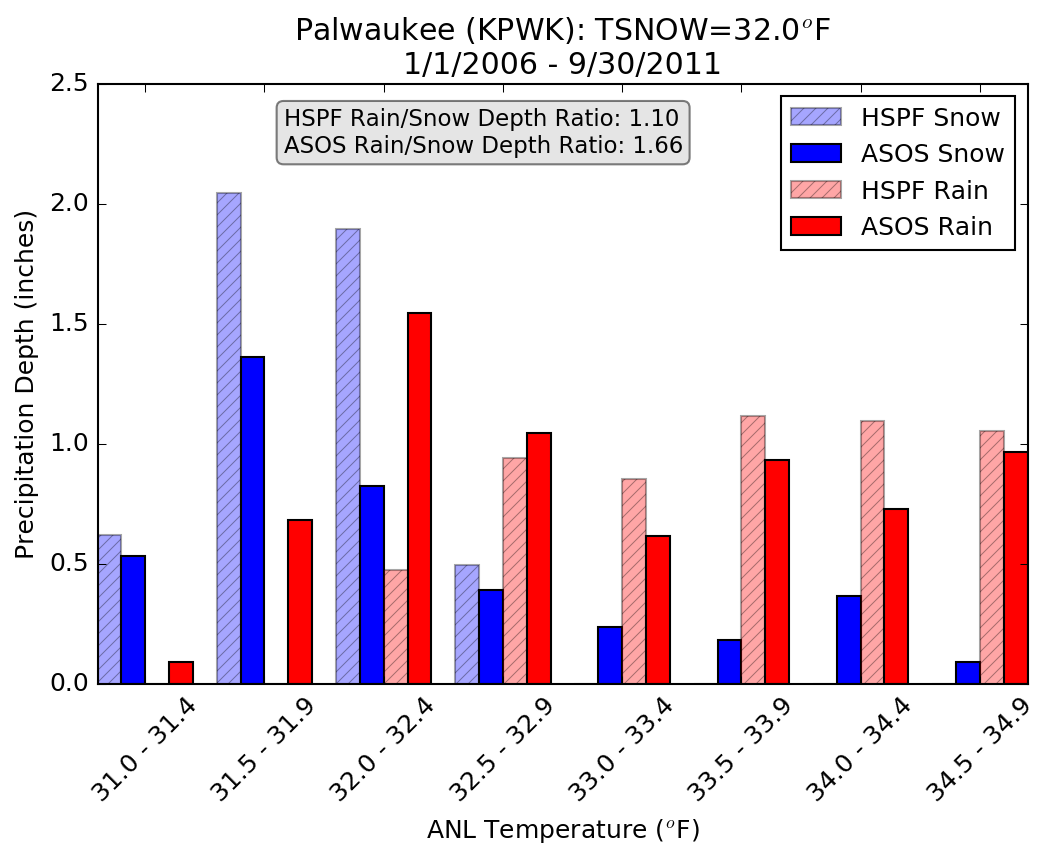 Palwaukee (KPWK): TSNOW=32.0°F
1/1/2006 - 9/30/2011
HSPF Rain/Snow Depth Ratio: 1.10
ASOS Rain/Snow Depth Ratio: 1.66
HSPF Snow
ASOS Snow
HSPF Rain
ASOS Rain
Precipitation Depth (inches)
2.5
2.0
1.5
1.0
0.5
0.0
31.0 - 31.4
31.5 - 31.9
32.0 - 32.4
32.5 - 32.9
33.0 - 33.4
33.5 - 33.9
34.0 - 34.4
34.5 - 34.9
ANL Temperature (°F)